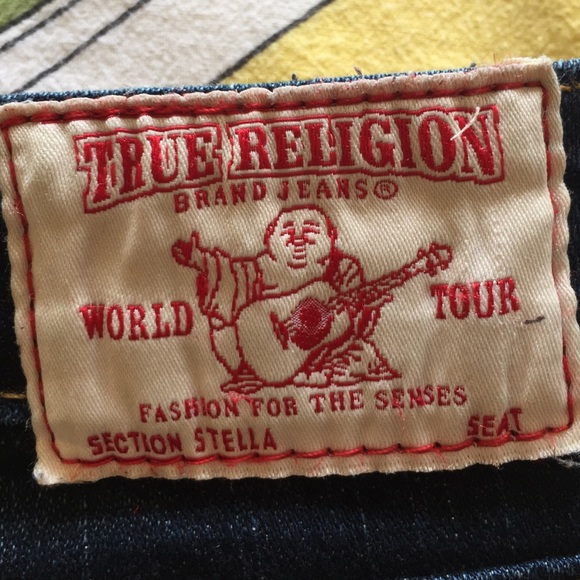 TRUE RELIGION
BRAND JEANS®
WORLD TOUR
FASHION FOR THE SENSES
SECTION STELLA SEAT